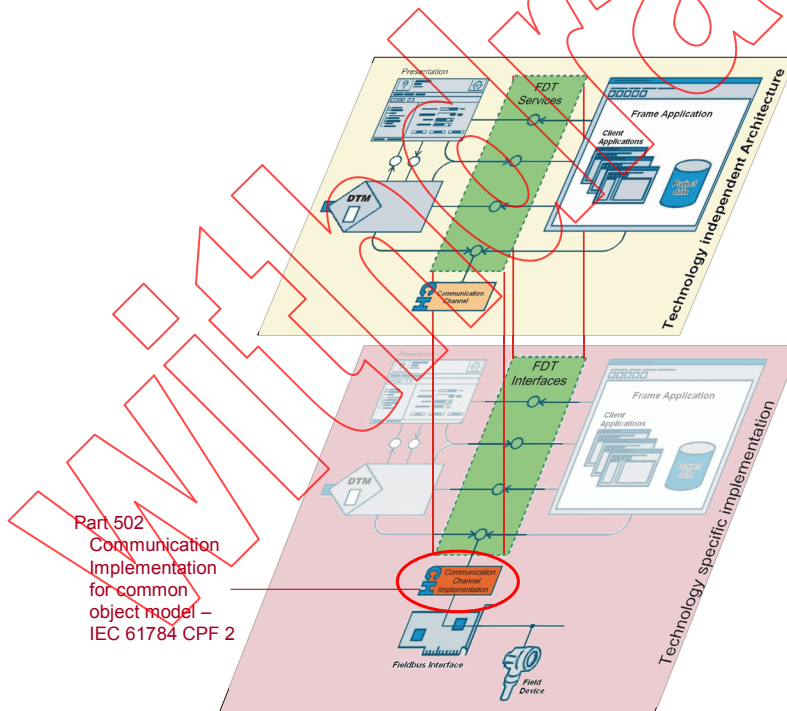 Presentation
FDT
Services
Frame Application
Client
Applications
Project
data
DTM
Communication
Channel
Technology independent Architecture
Presentation
FDT
Interfaces
Frame Application
Client
Applications
Project
data
DTM
Part 502
Communication
Implementation
for common
object model –
IEC 61784 CPF 2
Communication
Channel
Implementation
Fieldbus Interface
Field
Device
Technology specific implementation